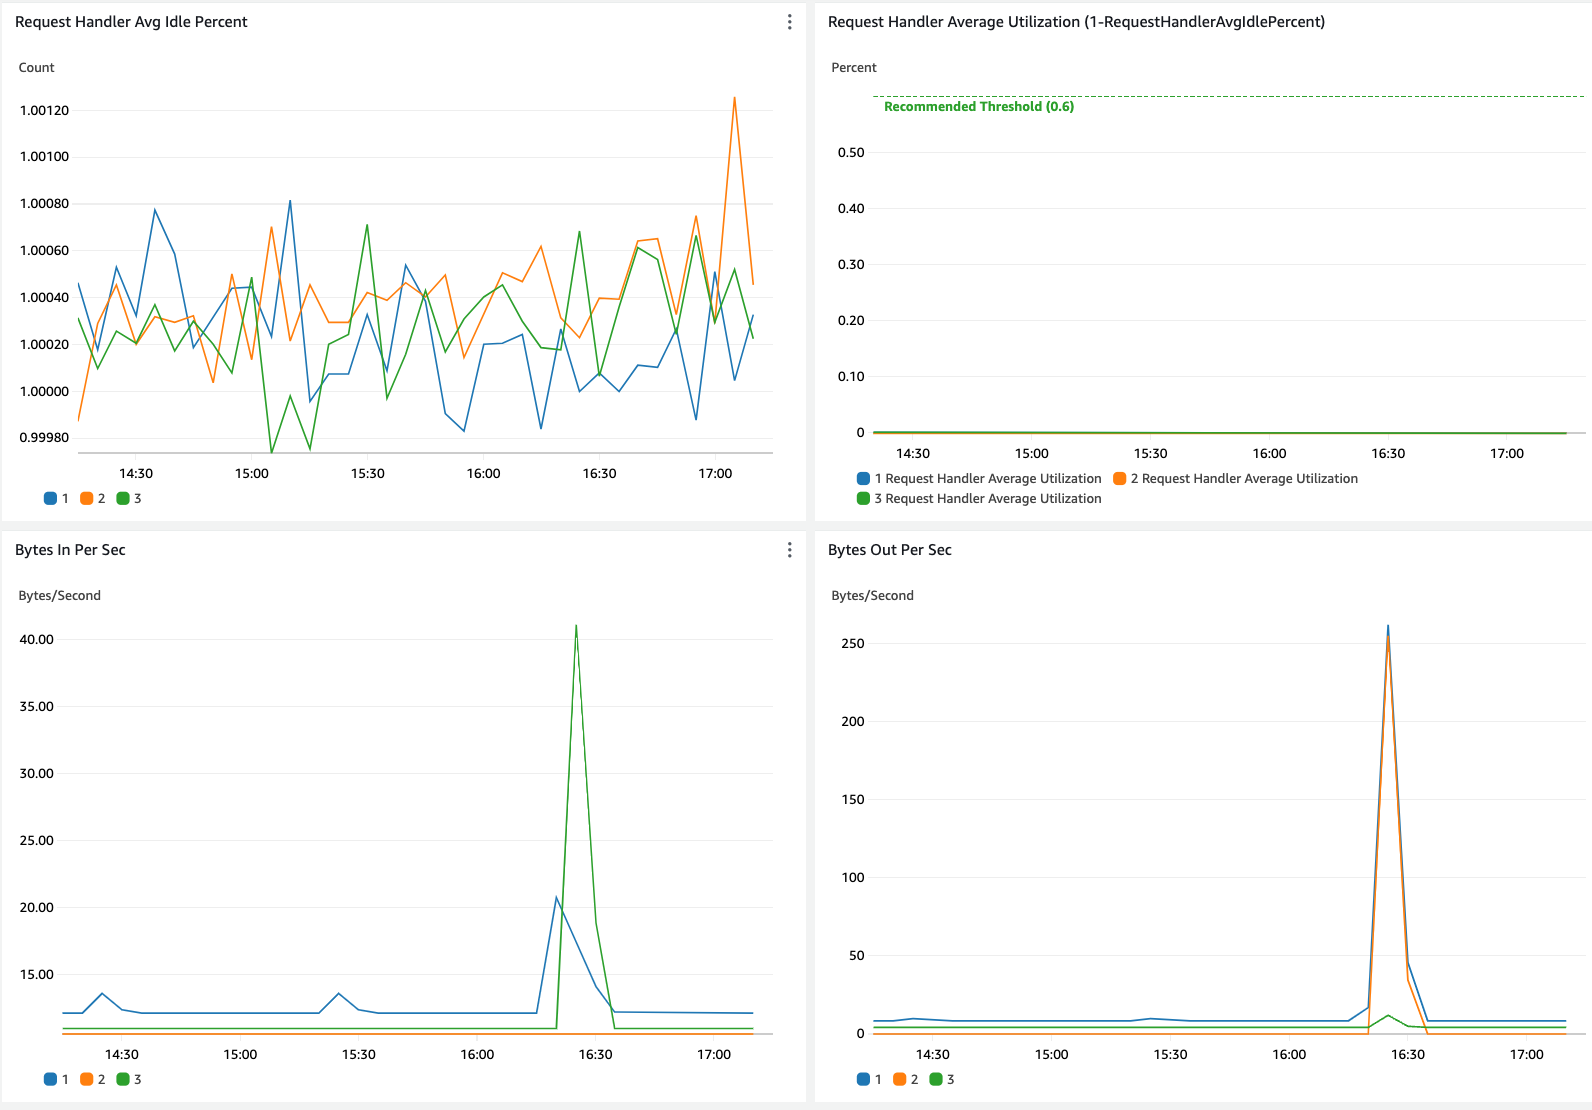 Request Handler Avg Idle Percent
Count
1.00120
1.00100
1.00080
1.00060
1.00040
1.00020
1.00000
0.99980
14:30 15:00 15:30 16:00 16:30 17:00
1 2 3
Request Handler Average Utilization (1-RequestHandlerAvgIdlePercent)
Percent
Recommended Threshold (0.6)
0.50
0.40
0.30
0.20
0.10
0
14:30 15:00 15:30 16:00 16:30 17:00
1 Request Handler Average Utilization 2 Request Handler Average Utilization
3 Request Handler Average Utilization
Bytes In Per Sec
Bytes/Second
40.00
35.00
30.00
25.00
20.00
15.00
14:30 15:00 15:30 16:00 16:30 17:00
1 2 3
Bytes Out Per Sec
Bytes/Second
250
200
150
100
50
0
14:30 15:00 15:30 16:00 16:30 17:00
1 2 3